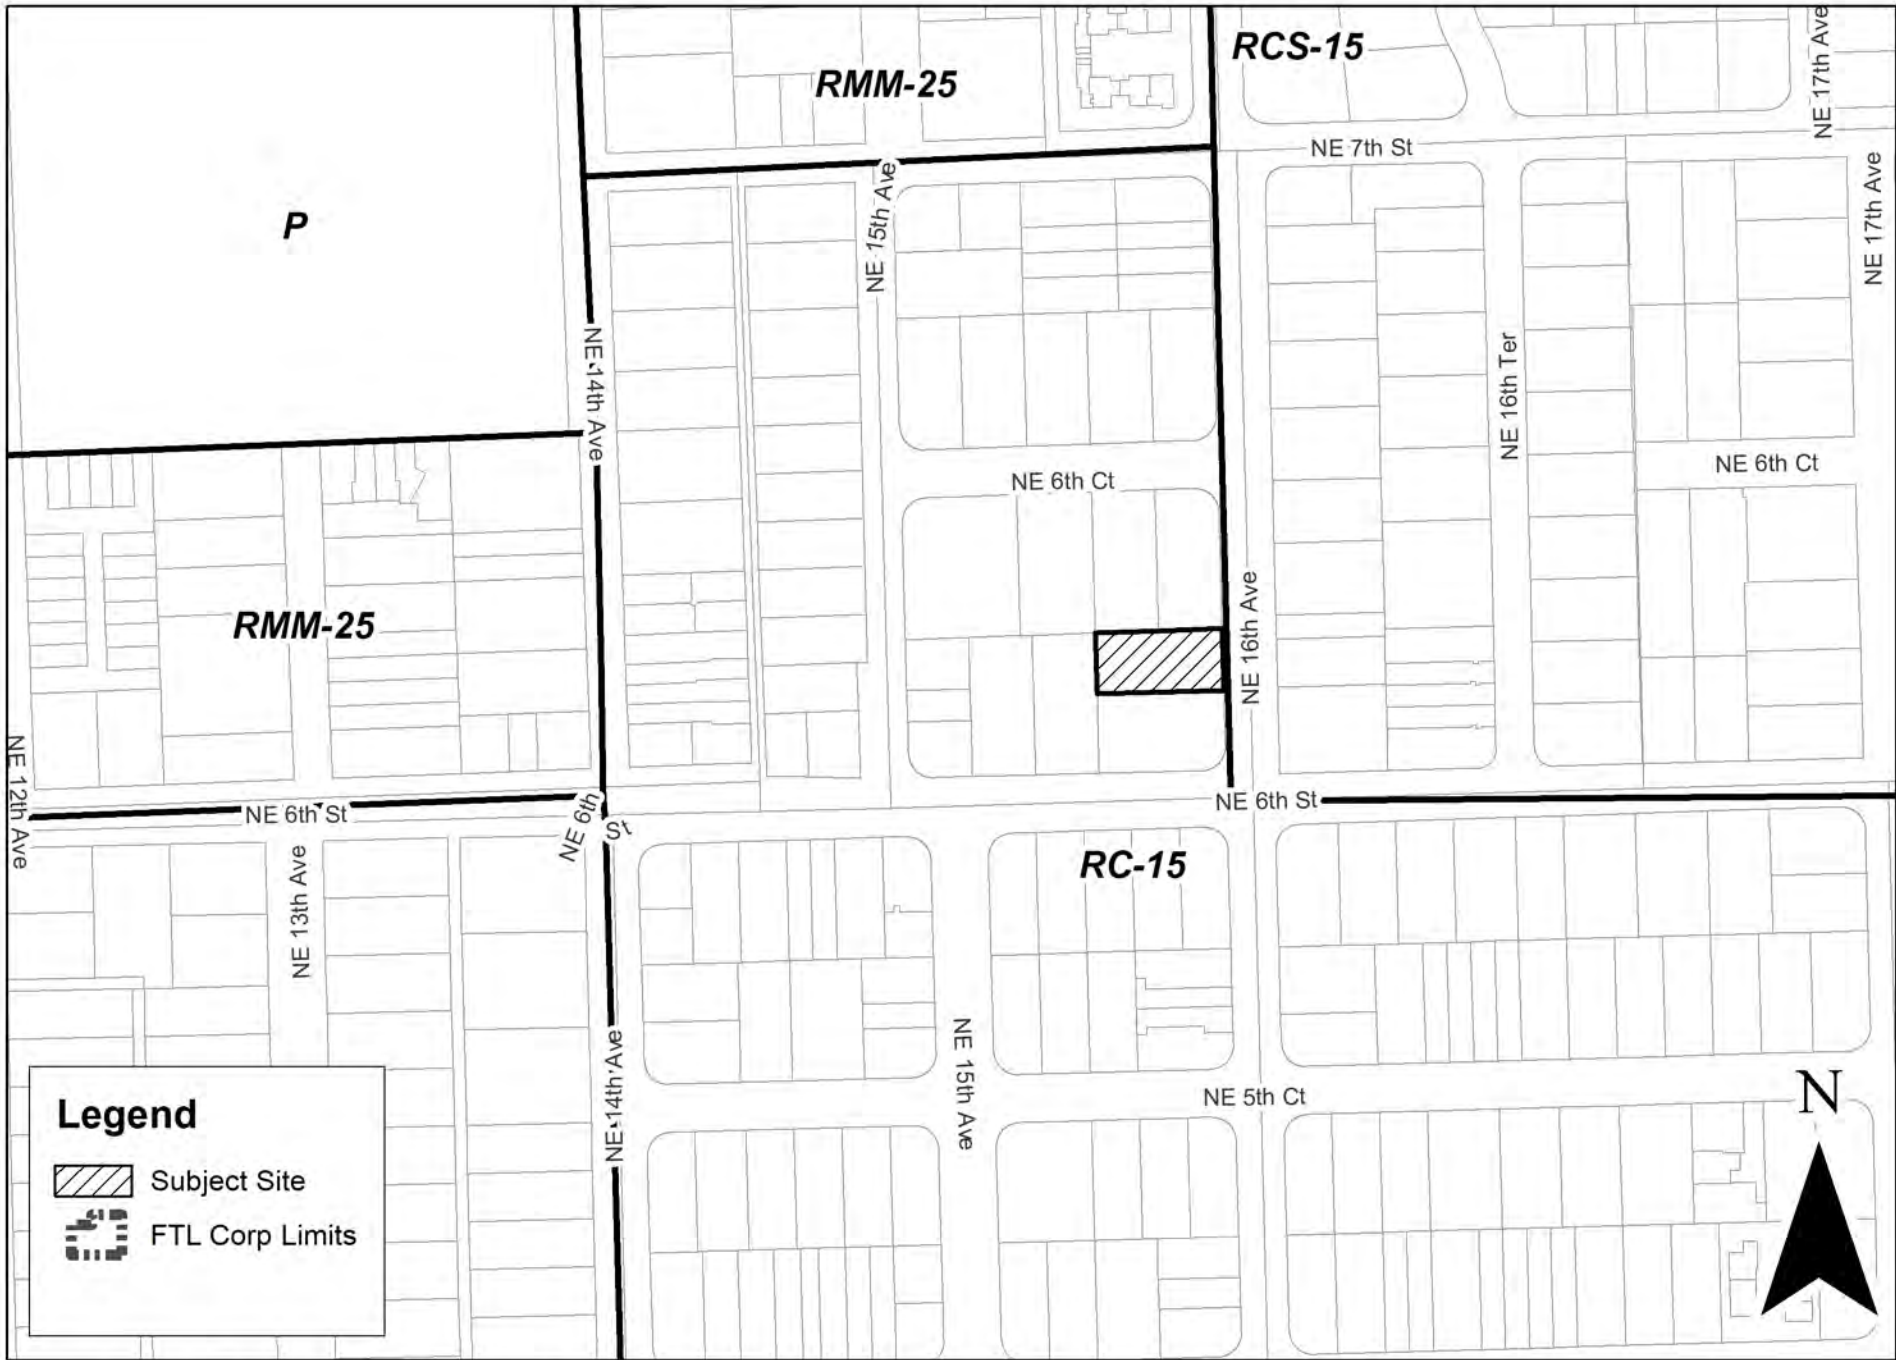 RCS-15
RMM-25
NE 17th Ave
NE 7th St
NE 15th Ave
NE 17th Ave
P
NE 14th Ave
NE 16th Ter
NE 6th Ct
NE 6th Ct
RMM-25
NE 16th Ave
NE 12th Ave
NE 6th St
NE 6th St
NE 6th St
RC-15
NE 13th Ave
NE 14th Ave
NE 15th Ave
NE 5th Ct
N
Legend
Subject Site
FTL Corp Limits